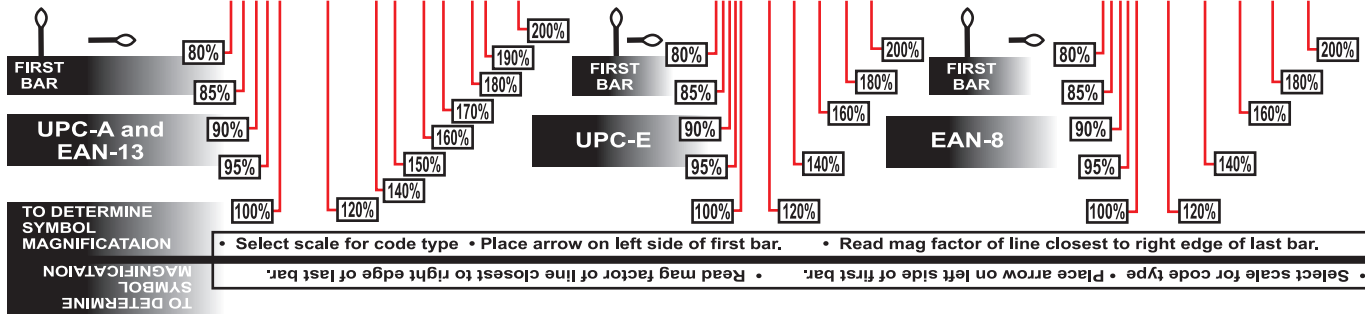 FIRST
BAR
80%
85%
90%
95%
100%
120%
140%
150%
160%
170%
180%
190%
200%
UPC-A and
EAN-13
FIRST
BAR
80%
85%
90%
95%
100%
120%
140%
160%
180%
200%
UPC-E
FIRST
BAR
80%
85%
90%
95%
100%
120%
140%
160%
180%
200%
EAN-8
TO DETERMINE
SYMBOL
MAGNIFICATAION
• Select scale for code type • Place arrow on left side of first bar. • Read mag factor of line closest to right edge of last bar.
TO DETERMINE
SYMBOL
MAGNIFICATAION
• Select scale for code type • Place arrow on left side of first bar. • Read mag factor of line closest to right edge of last bar.